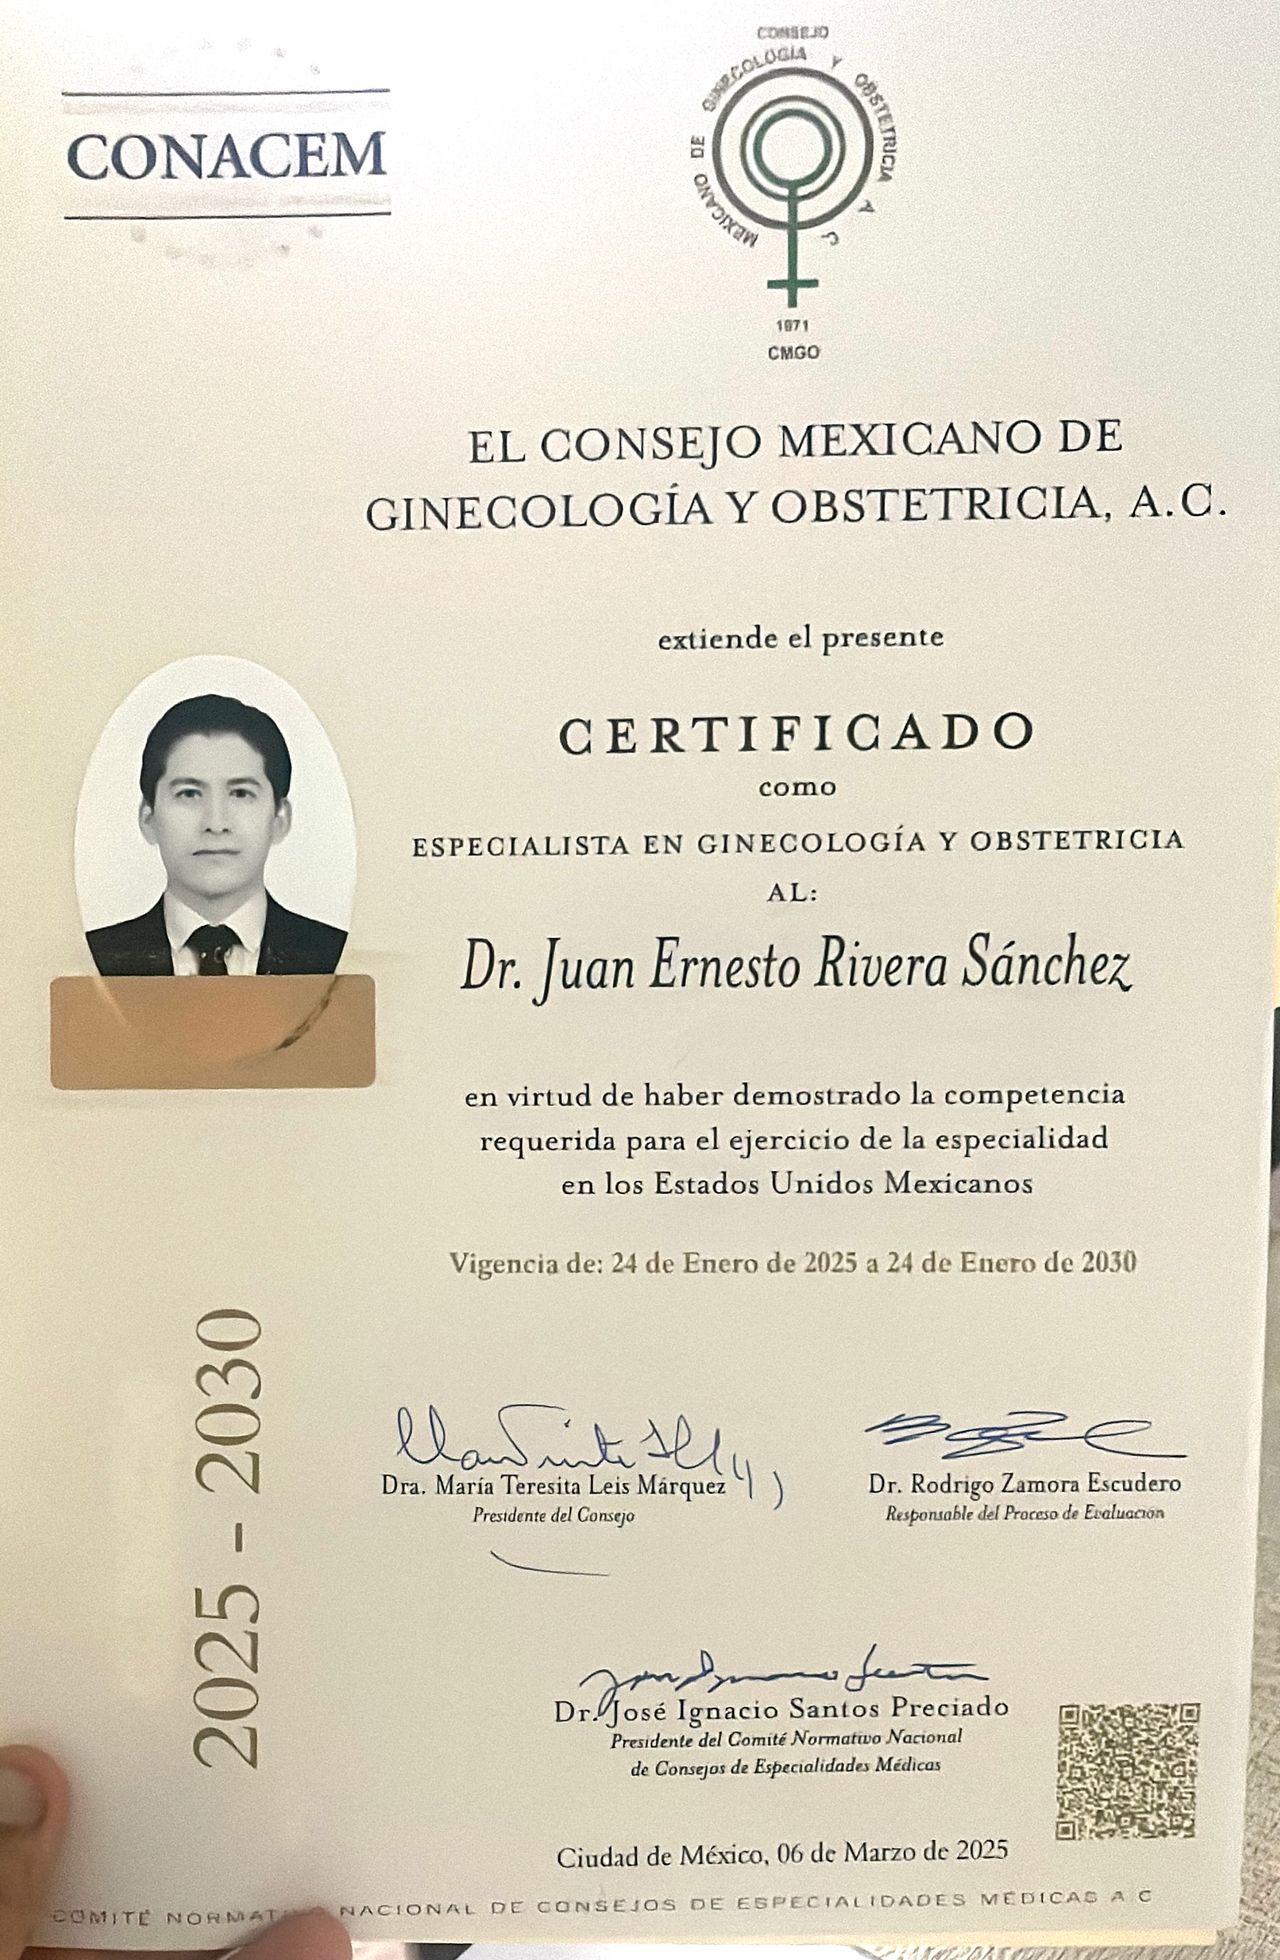 CONACEM
CONSEJO
MEXICANO DE GINECOLOGÍA Y OBSTETRICIA A C
1971
CMGO
EL CONSEJO MEXICANO DE
GINECOLOGÍA Y OBSTETRICIA, A.C.
extiende el presente
CERTIFICADO
como
ESPECIALISTA EN GINECOLOGÍA Y OBSTETRICIA
AL:
Dr. Juan Ernesto Rivera Sánchez
en virtud de haber demostrado la competencia
requerida para el ejercicio de la especialidad
en los Estados Unidos Mexicanos
Vigencia de: 24 de Enero de 2025 a 24 de Enero de 2030
2025 - 2030
Dra. María Teresita Leis Márquez
Presidente del Consejo
Dr. Rodrigo Zamora Escudero
Responsable del Proceso de Evaluación
Dr. José Ignacio Santos Preciado
Presidente del Comité Normativo Nacional
de Consejos de Especialidades Médicas
Ciudad de México, 06 de Marzo de 2025
COMITÉ NACIONAL DE CONSEJOS DE ESPECIALIDADES MÉDICAS A C